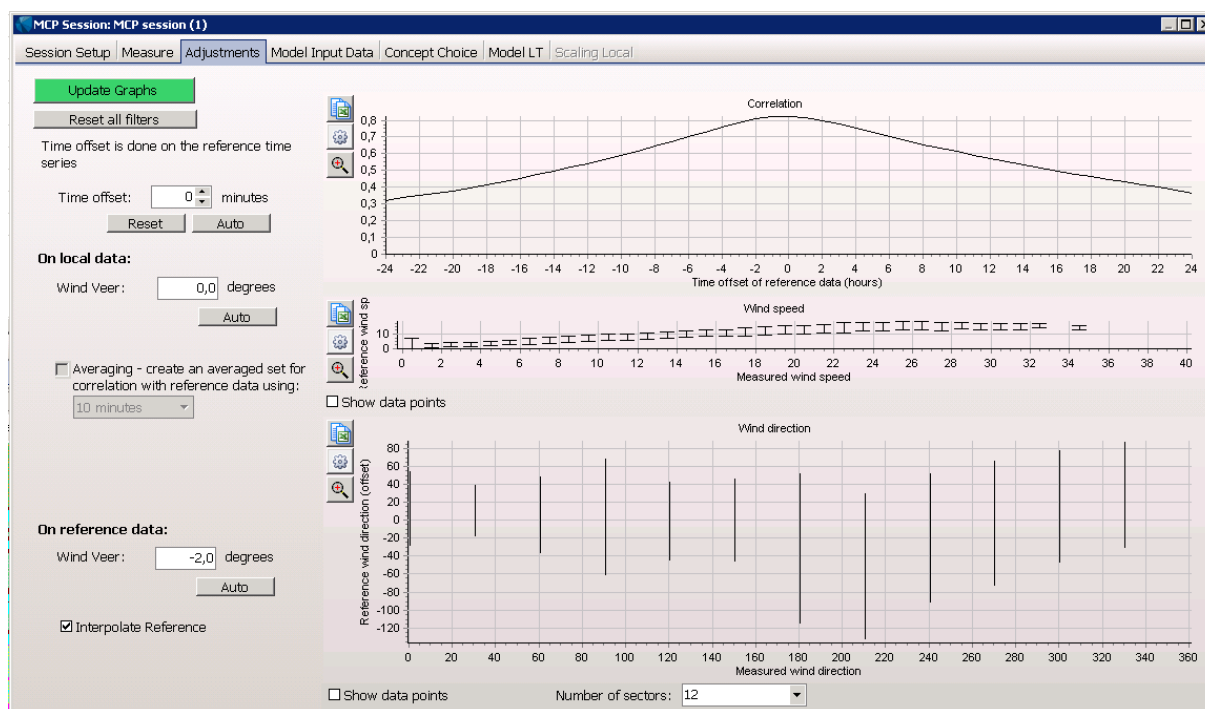 MCP Session: MCP session (1)
Session Setup Measure Adjustments Model Input Data Concept Choice Model LT Scaling Local
Update Graphs
Reset all filters
Time offset is done on the reference time
series
Time offset: 0 minutes
Reset Auto
On local data:
Wind Veer: 0,0 degrees
Auto
Averaging - create an averaged set for
correlation with reference data using:
10 minutes
On reference data:
Wind Veer: -2,0 degrees
Auto
Interpolate Reference
Correlation
0,8
0,7
0,6
0,5
0,4
0,3
0,2
0,1
0
-24 -22 -20 -18 -16 -14 -12 -10 -8 -6 -4 -2 0 2 4 6 8 10 12 14 16 18 20 22 24
Time offset of reference data (hours)
Wind speed
Reference wind sp
10
0
0 2 4 6 8 10 12 14 16 18 20 22 24 26 28 30 32 34 36 38 40
Measured wind speed
Show data points
Wind direction
Reference wind direction (offset)
80
60
40
20
0
-20
-40
-60
-80
-100
-120
0 20 40 60 80 100 120 140 160 180 200 220 240 260 280 300 320 340 360
Measured wind direction
Show data points Number of sectors: 12